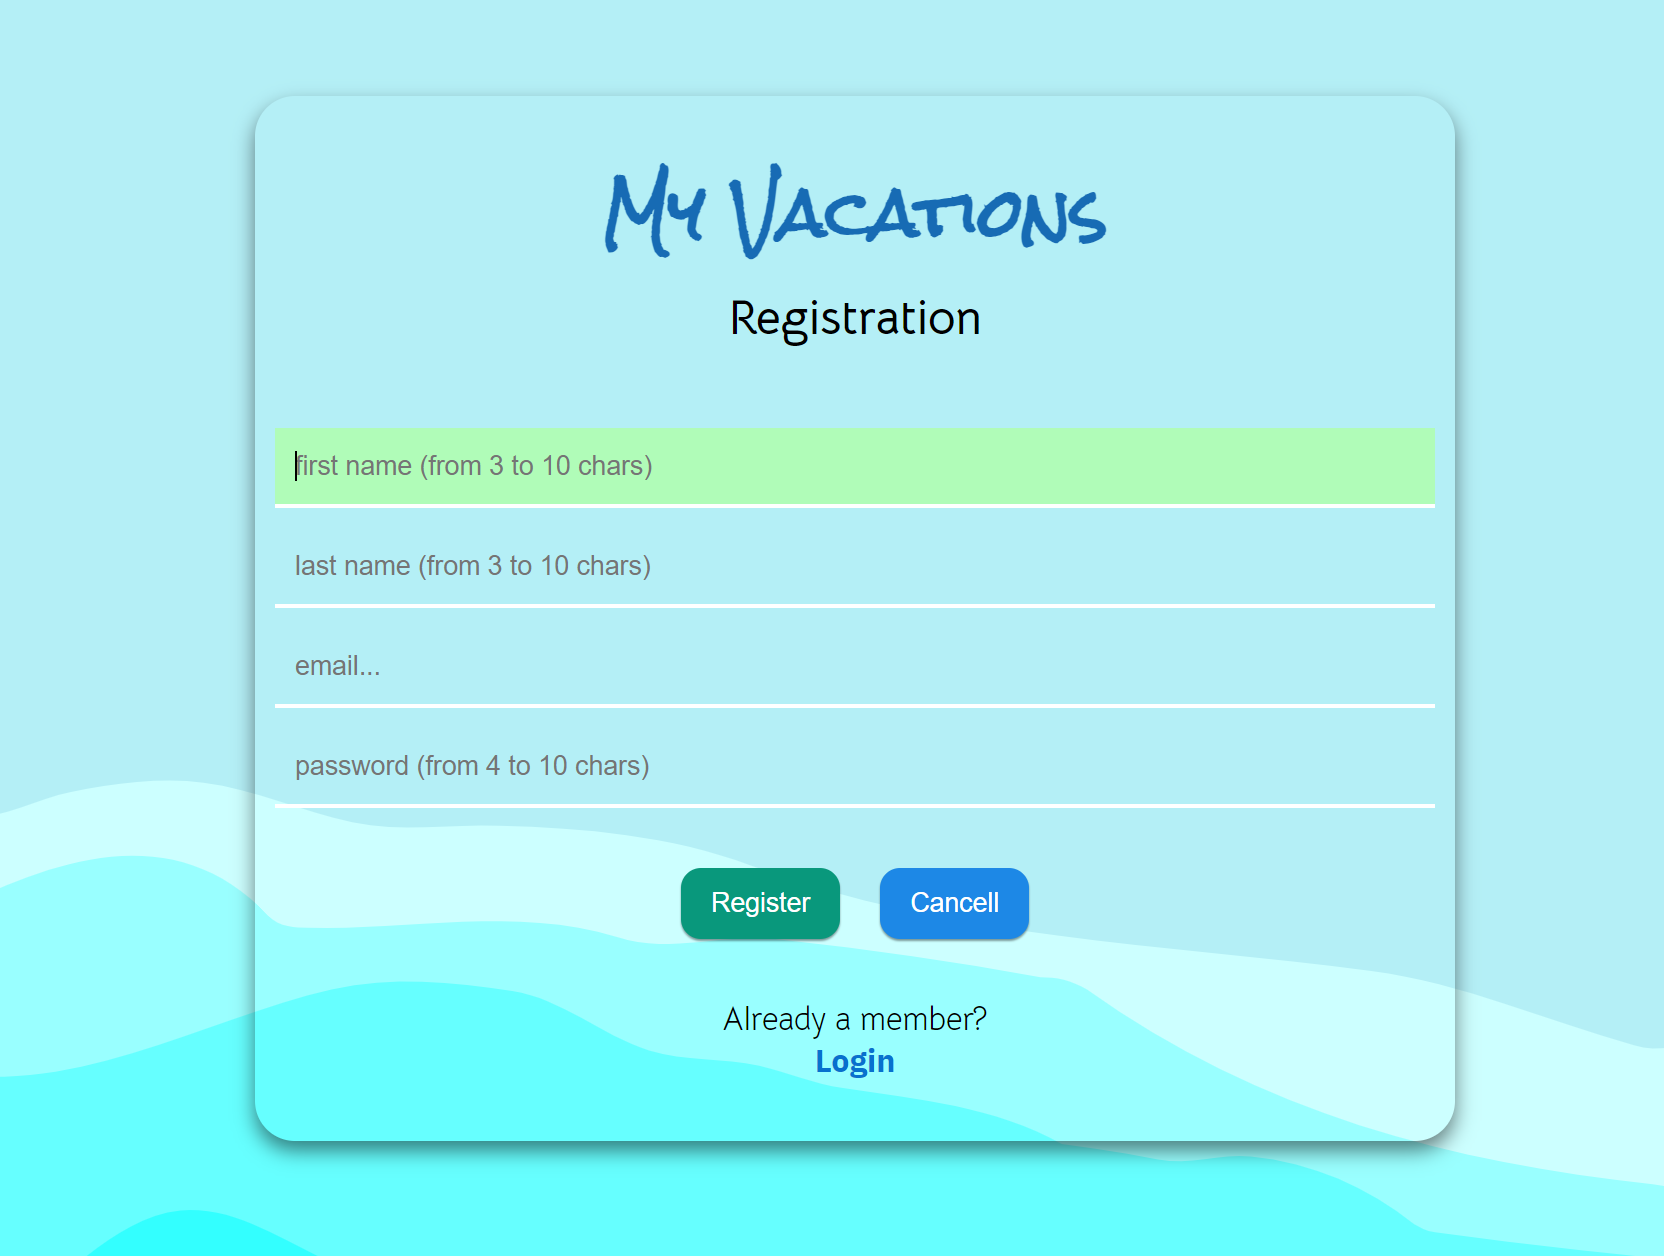 My Vacations
Registration
first name (from 3 to 10 chars)
last name (from 3 to 10 chars)
email...
password (from 4 to 10 chars)
Register Cancell
Already a member?
Login